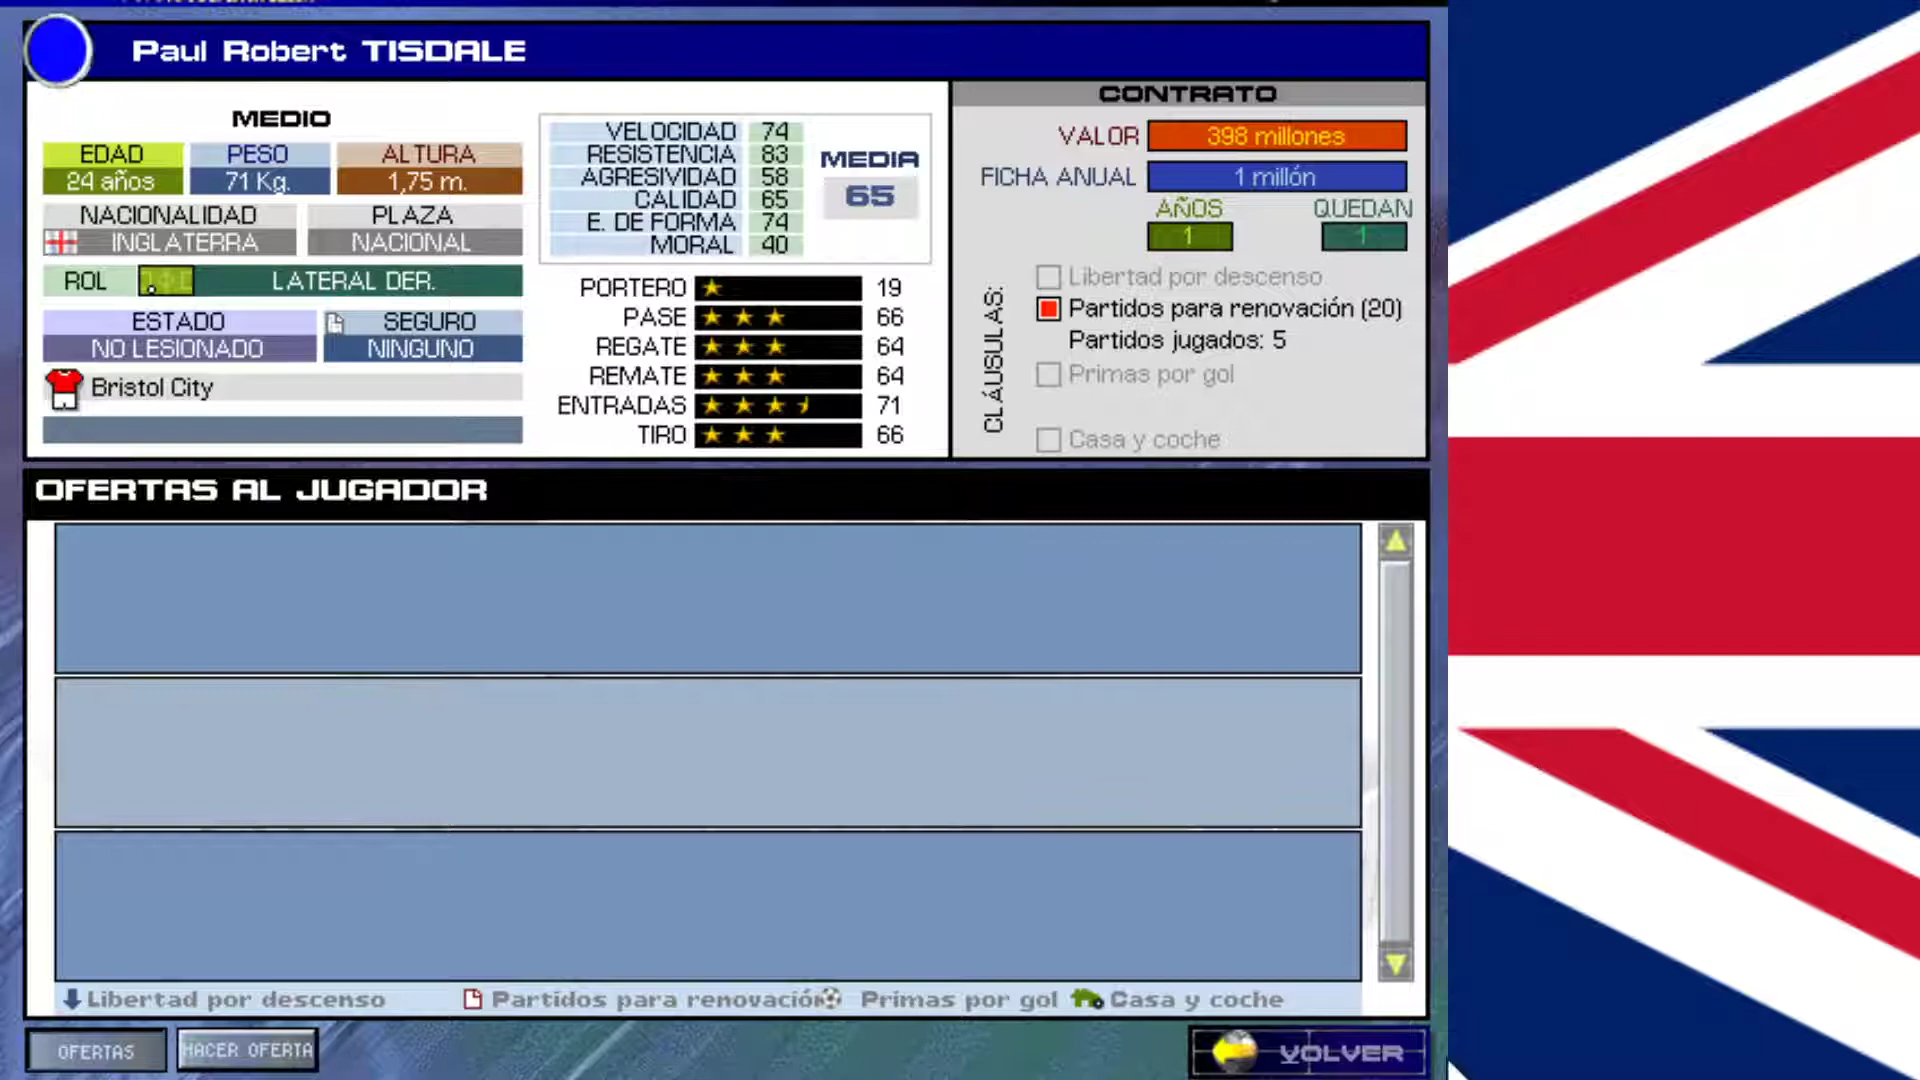 Paul Robert TISDALE
MEDIO
EDAD PESO ALTURA
24 años 71 Kg. 1,75 m.
NACIONALIDAD PLAZA
INGLATERRA NACIONAL
ROL LATERAL DER.
ESTADO SEGURO
NO LESIONADO NINGUNO
Bristol City
VELOCIDAD 74
RESISTENCIA 83
AGRESIVIDAD 58
CALIDAD 65
E. DE FORMA 74
MORAL 40
MEDIA
65
PORTERO 19
PASE 66
REGATE 64
REMATE 64
ENTRADAS 71
TIRO 66
CONTRATO
VALOR 398 millones
FICHA ANUAL 1 millón
AÑOS QUEDAN
1 1
CLÁUSULAS:
Libertad por descenso
Partidos para renovación (20)
Partidos jugados: 5
Primas por gol
Casa y coche
OFERTAS AL JUGADOR
Libertad por descenso Partidos para renovación Primas por gol Casa y coche
OFERTAS HACER OFERTA VOLVER